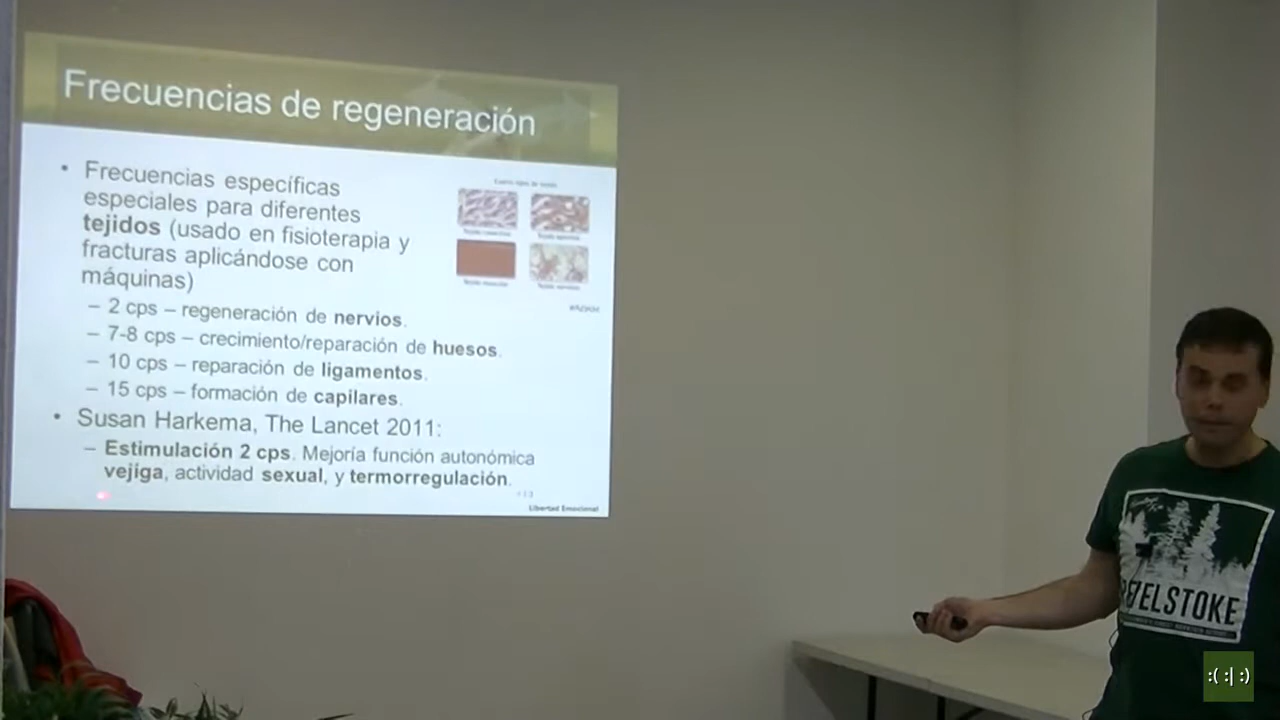 Frecuencias de regeneración
• Frecuencias específicas
especiales para diferentes
tejidos (usado en fisioterapia y
fracturas aplicándose con
máquinas)
– 2 cps – regeneración de nervios.
– 7-8 cps – crecimiento/reparación de huesos.
– 10 cps – reparación de ligamentos.
– 15 cps – formación de capilares.
• Susan Harkema, The Lancet 2011:
– Estimulación 2 cps. Mejoría función autonómica
vejiga, actividad sexual, y termorregulación.
Libertad Emocional
:( :| :)